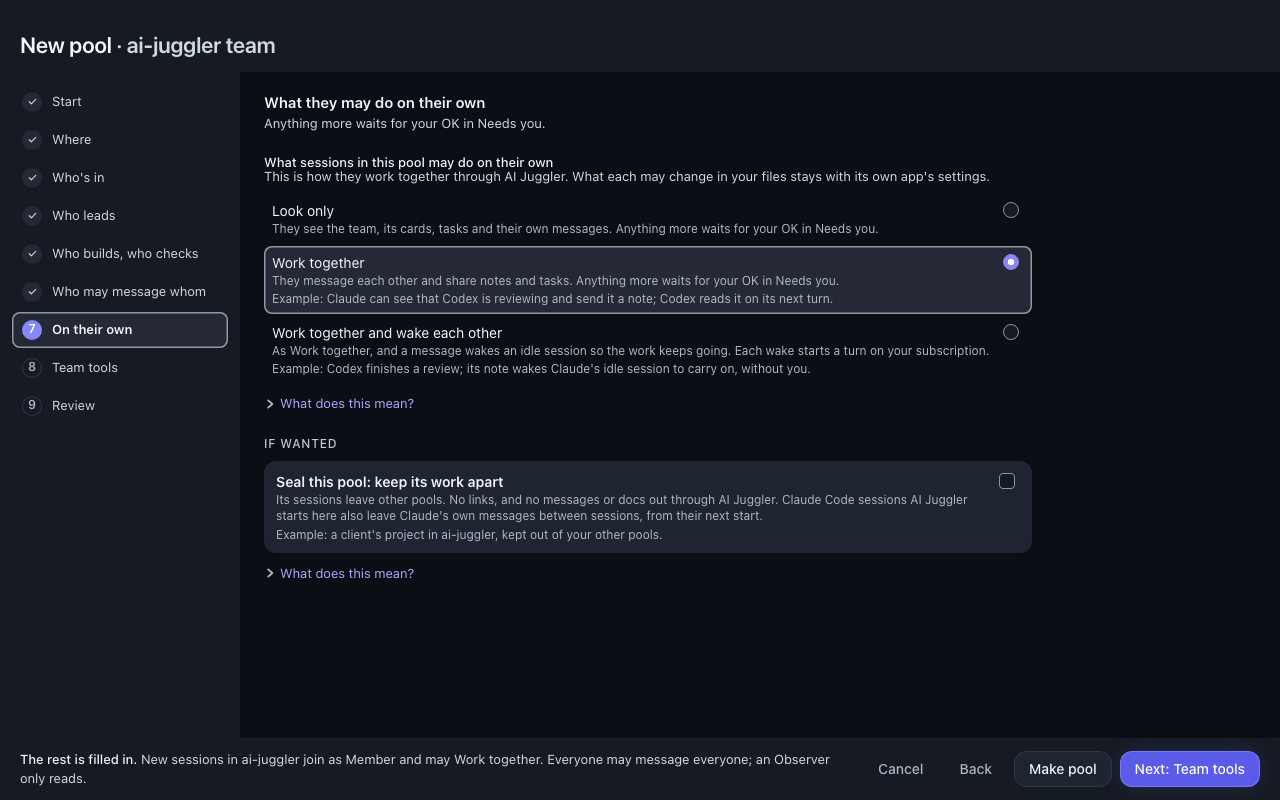 New pool · ai-juggler team
Start
Where
Who's in
Who leads
Who builds, who checks
Who may message whom
7 On their own
8 Team tools
9 Review
What they may do on their own
Anything more waits for your OK in Needs you.
What sessions in this pool may do on their own
This is how they work together through AI Juggler. What each may change in your files stays with its own app's settings.
Look only
They see the team, its cards, tasks and their own messages. Anything more waits for your OK in Needs you.
Work together
They message each other and share notes and tasks. Anything more waits for your OK in Needs you.
Example: Claude can see that Codex is reviewing and send it a note; Codex reads it on its next turn.
Work together and wake each other
As Work together, and a message wakes an idle session so the work keeps going. Each wake starts a turn on your subscription.
Example: Codex finishes a review; its note wakes Claude's idle session to carry on, without you.
What does this mean?
IF WANTED
Seal this pool: keep its work apart
Its sessions leave other pools. No links, and no messages or docs out through AI Juggler. Claude Code sessions AI Juggler
starts here also leave Claude's own messages between sessions, from their next start.
Example: a client's project in ai-juggler, kept out of your other pools.
What does this mean?
The rest is filled in. New sessions in ai-juggler join as Member and may Work together. Everyone may message everyone; an Observer
only reads.
Cancel
Back
Make pool
Next: Team tools